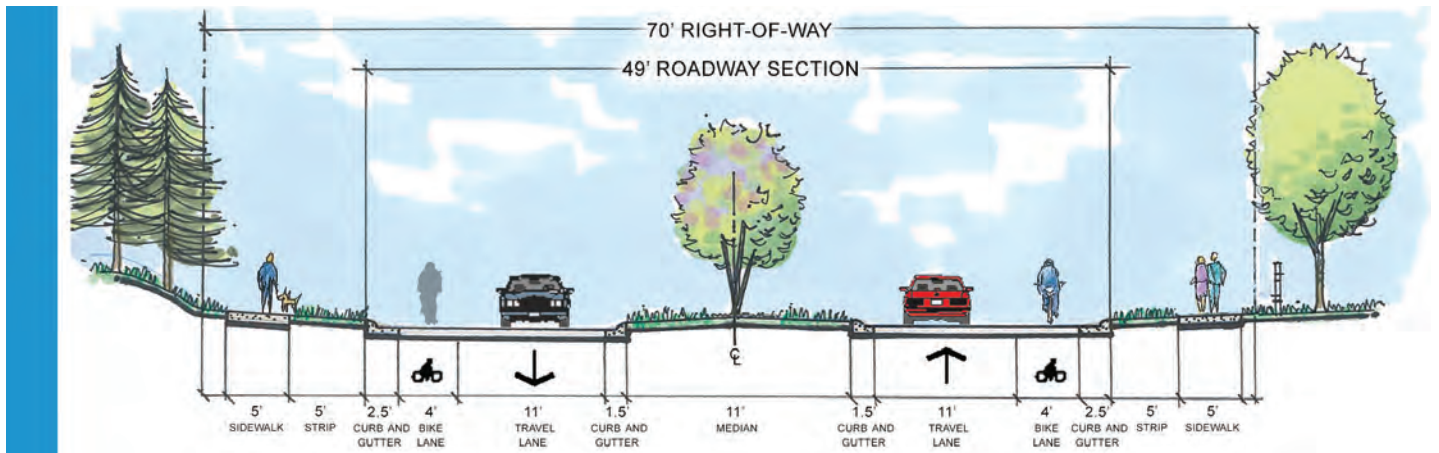 70' RIGHT-OF-WAY
49' ROADWAY SECTION
℄
5' 5' 2.5' 4' 11' 1.5' 11' 1.5' 11' 4' 2.5' 5' 5'
SIDEWALK STRIP CURB AND BIKE TRAVEL CURB AND MEDIAN CURB AND TRAVEL BIKE CURB AND STRIP SIDEWALK
GUTTER LANE LANE GUTTER GUTTER LANE LANE GUTTER